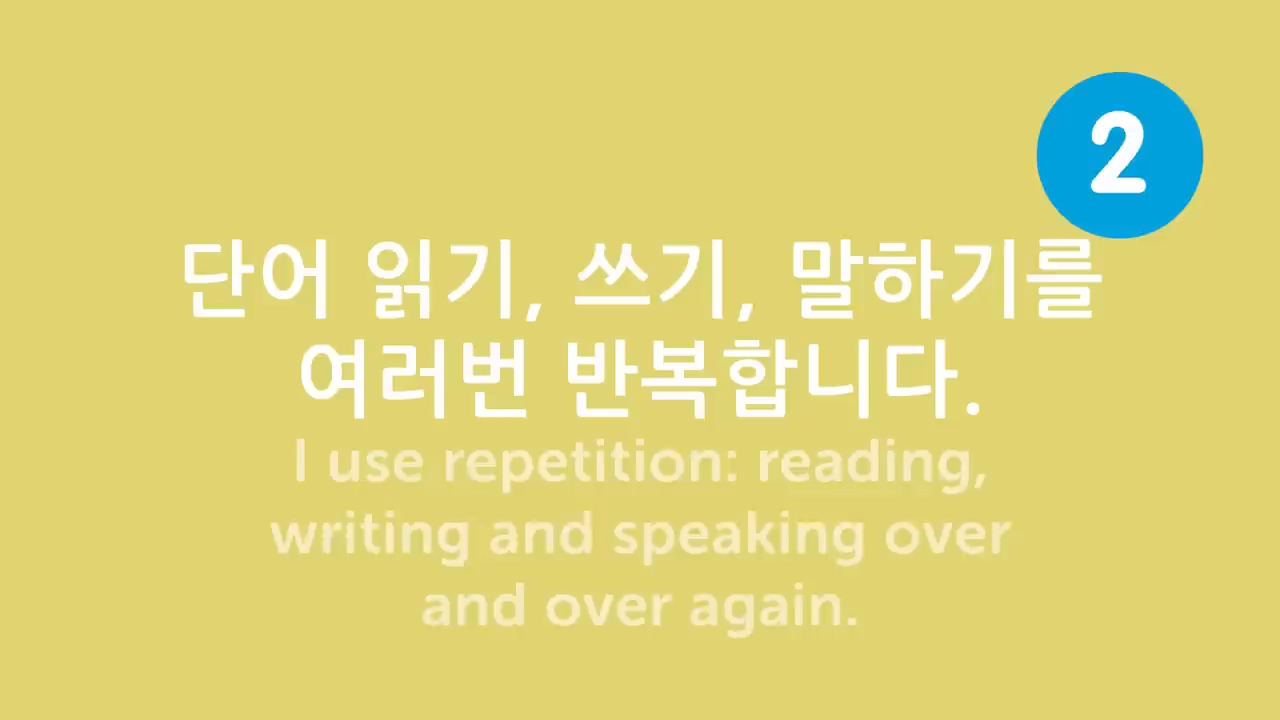 2
단어 읽기, 쓰기, 말하기를
여러번 반복합니다.
I use repetition: reading,
writing and speaking over
and over again.